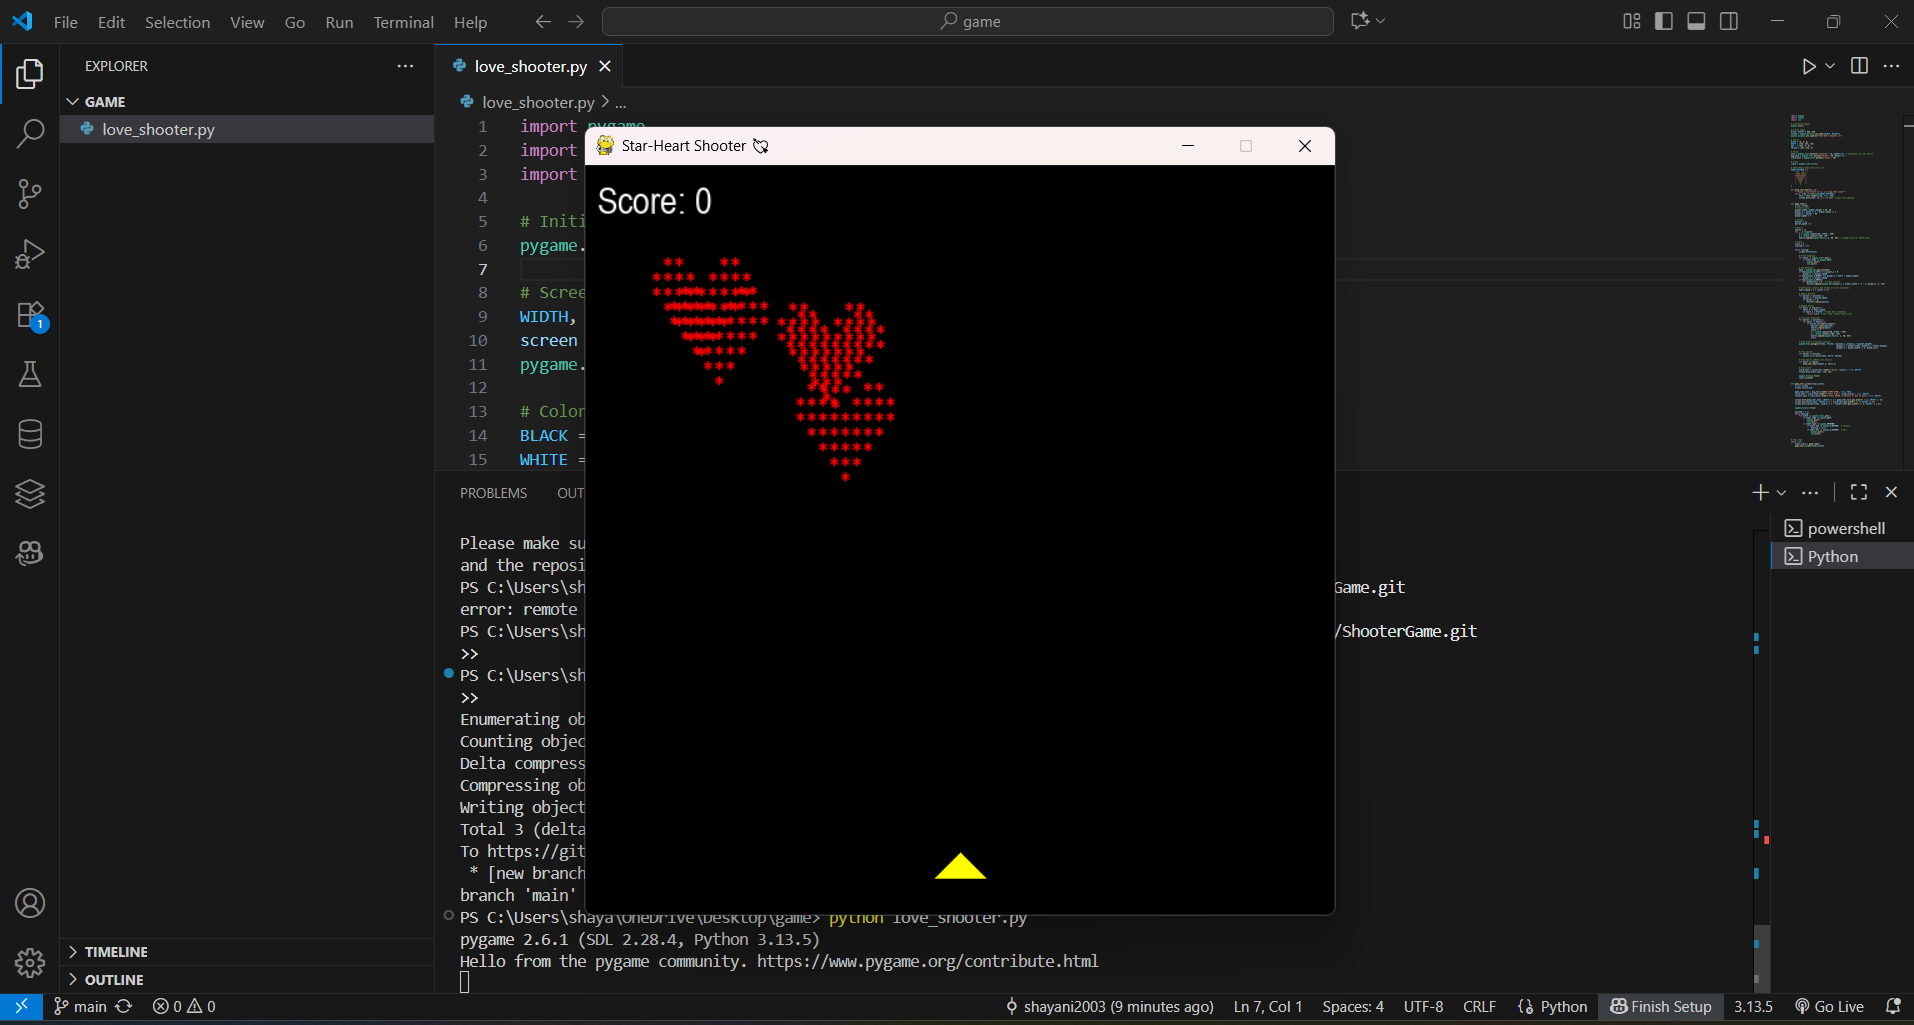 File Edit Selection View Go Run Terminal Help
game
EXPLORER
GAME
love_shooter.py
TIMELINE
OUTLINE
love_shooter.py
love_shooter.py > ...
1 import pygame
2 import
3 import
4
5 # Initi
6 pygame.
7
8 # Scree
9 WIDTH,
10 screen
11 pygame.
12
13 # Color
14 BLACK =
15 WHITE =
Star-Heart Shooter
Score: 0
PROBLEMS OUT
Please make su
and the reposi
PS C:\Users\sh Game.git
error: remote
PS C:\Users\sh /ShooterGame.git
>>
PS C:\Users\sh
>>
Enumerating ob
Counting objec
Delta compress
Compressing ob
Writing object
Total 3 (delta
To https://git
* [new branch
branch 'main'
PS C:\Users\shaya\OneDrive\Desktop\game> python love_shooter.py
pygame 2.6.1 (SDL 2.28.4, Python 3.13.5)
Hello from the pygame community. https://www.pygame.org/contribute.html
powershell
Python
1
main 0 0 shayani2003 (9 minutes ago) Ln 7, Col 1 Spaces: 4 UTF-8 CRLF Python Finish Setup 3.13.5 Go Live